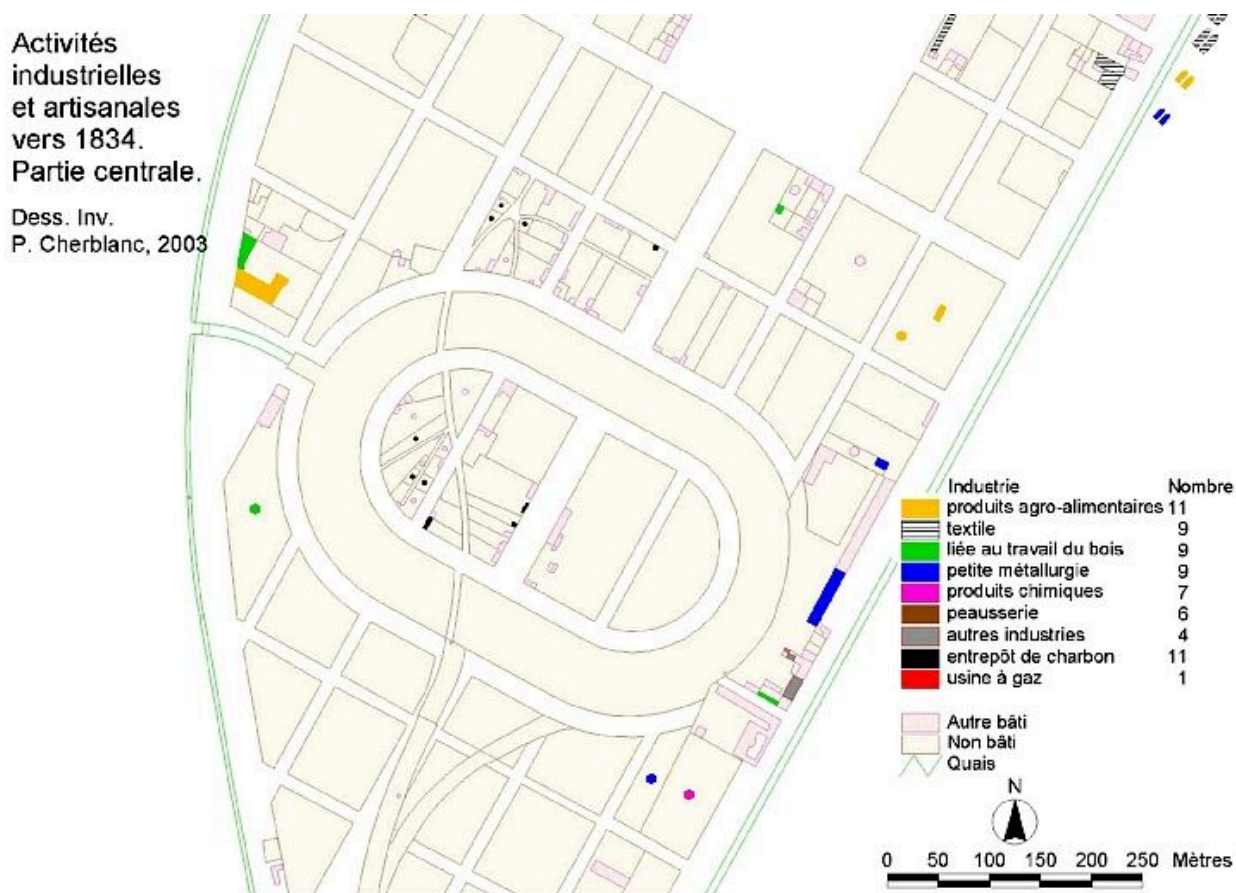 Activités
industrielles
et artisanales
vers 1834.
Partie centrale.
Dess. Inv.
P. Cherblanc, 2003
Industrie Nombre
produits agro-alimentaires 11
textile 9
liée au travail du bois 9
petite métallurgie 9
produits chimiques 7
peausserie 6
autres industries 4
entrepôt de charbon 11
usine à gaz 1
Autre bâti
Non bâti
Quais
N
0 50 100 150 200 250 Mètres